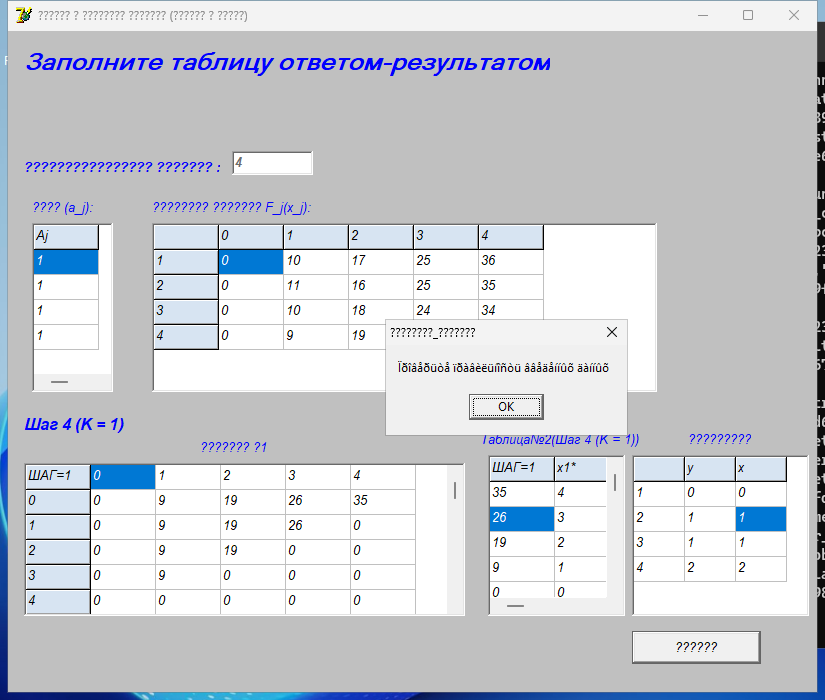 ?????? ? ???????? ??????? (?????? ? ?????)
Заполните таблицу ответом-результатом
???????????????? ??????? : 4
???? (a_j):
???????? ??????? F_j(x_j):
Aj
1
1
1
1
0 1 2 3 4
1 0 10 17 25 36
2 0 11 16 25 35
3 0 10 18 24 34
4 0 9 19
????????_???????
Ïðîâåðüòå ïðàâèëüíîñòü ââåäåííûõ äàííûõ
OK
Шаг 4 (K = 1)
??????? ?1
ШАГ=1 0 1 2 3 4
0 0 9 19 26 35
1 0 9 19 26 0
2 0 9 19 0 0
3 0 9 0 0 0
4 0 0 0 0 0
Таблица№2(Шаг 4 (K = 1))
ШАГ=1 x1*
35 4
26 3
19 2
9 1
0 0
?????????
y x
1 0 0
2 1 1
3 1 1
4 2 2
??????